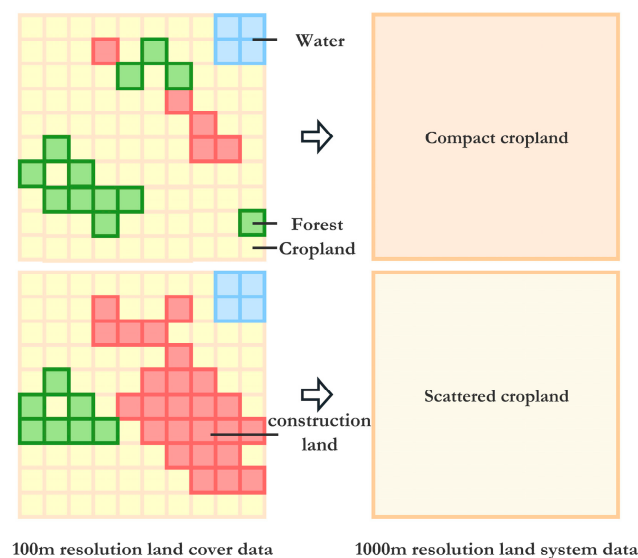 Water
Compact cropland
Forest
Cropland
Scattered cropland
construction
land
100m resolution land cover data
1000m resolution land system data